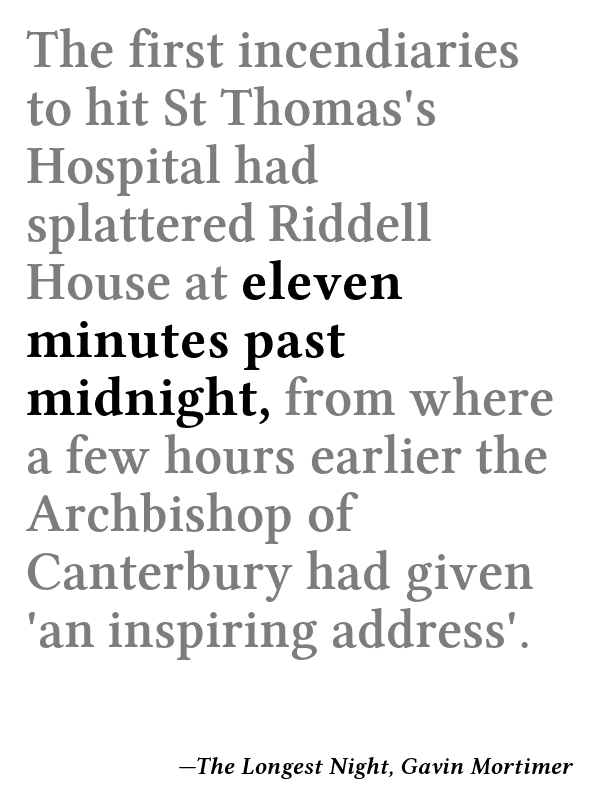 The first incendiaries
to hit St Thomas's
Hospital had
splattered Riddell
House at eleven
minutes past
midnight, from where
a few hours earlier the
Archbishop of
Canterbury had given
'an inspiring address'.
—The Longest Night, Gavin Mortimer